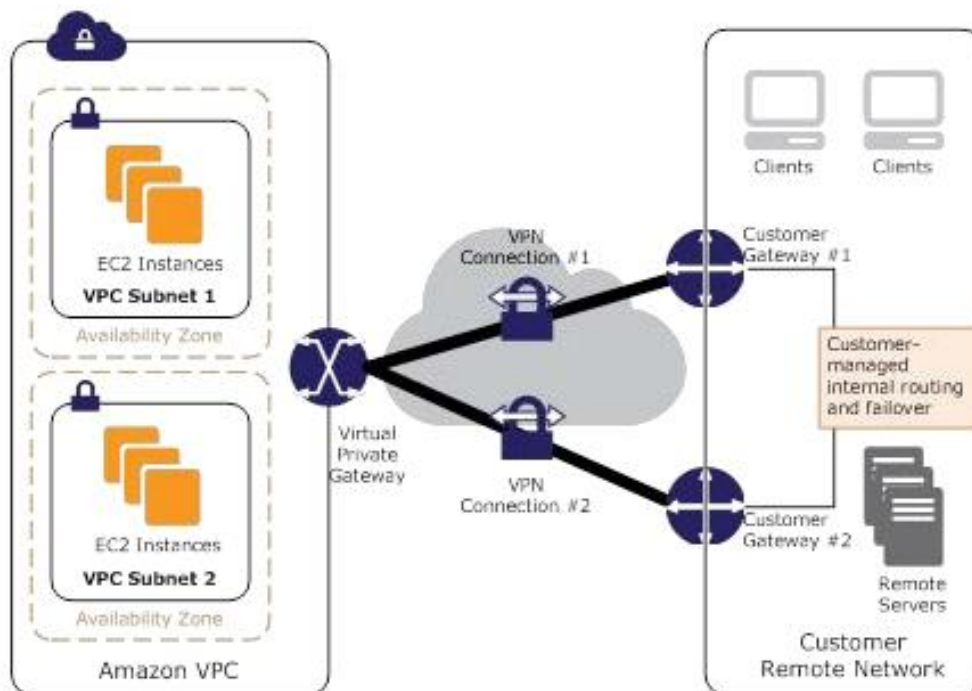 EC2 Instances
VPC Subnet 1
Availability Zone
EC2 Instances
VPC Subnet 2
Availability Zone
Amazon VPC
Virtual
Private
Gateway
VPN
Connection #1
VPN
Connection #2
Clients
Clients
Customer
Gateway #1
Customer-
managed
internal routing
and failover
Customer
Gateway #2
Remote
Servers
Customer
Remote Network